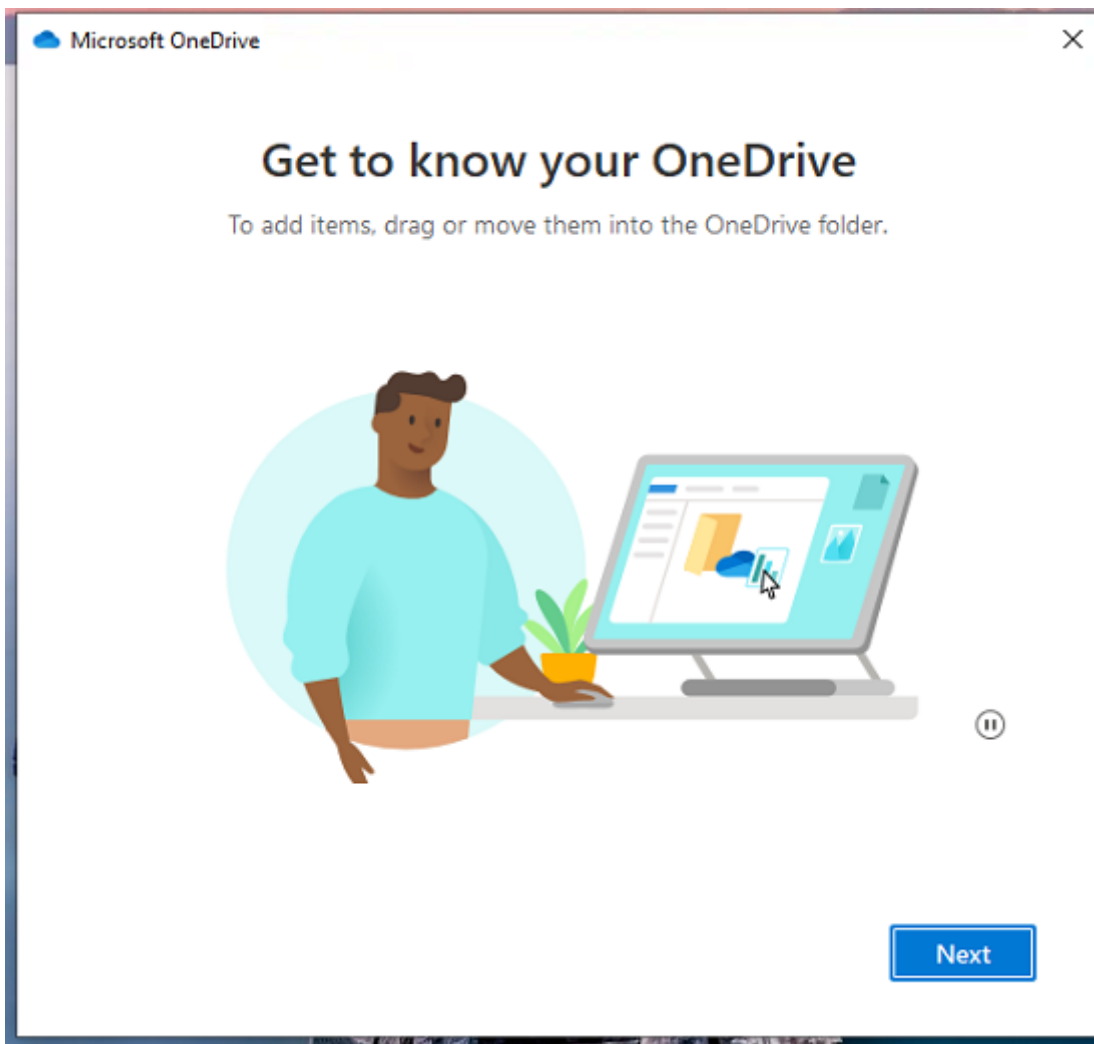 Microsoft OneDrive
Get to know your OneDrive
To add items, drag or move them into the OneDrive folder.
Next